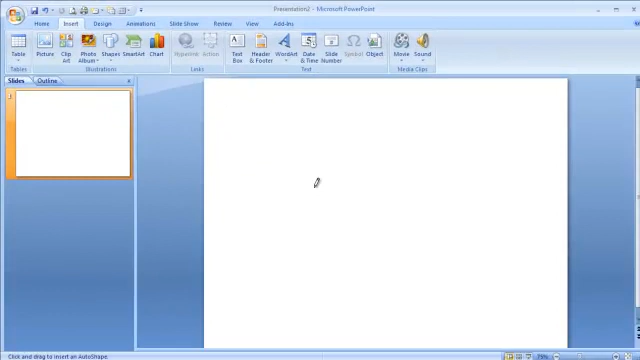 Presentation2 - Microsoft PowerPoint
Home Insert Design Animations Slide Show Review View Add-Ins
Table Picture Clip Art Photo Album Shapes SmartArt Chart Hyperlink Action Text Box Header & Footer WordArt Date & Time Slide Number Symbol Object Movie Sound
Tables Illustrations Links Text Media Clips
Slides Outline
1
Click and drag to insert an AutoShape
75%